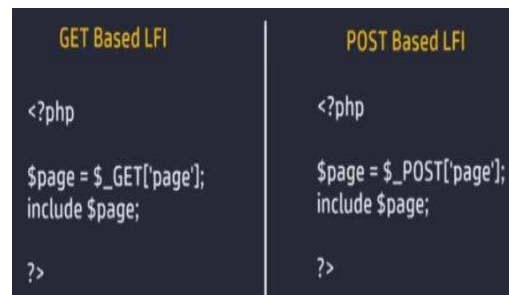 GET Based LFI
<?php
$page = $_GET['page'];
include $page;
?>
POST Based LFI
<?php
$page = $_POST['page'];
include $page;
?>